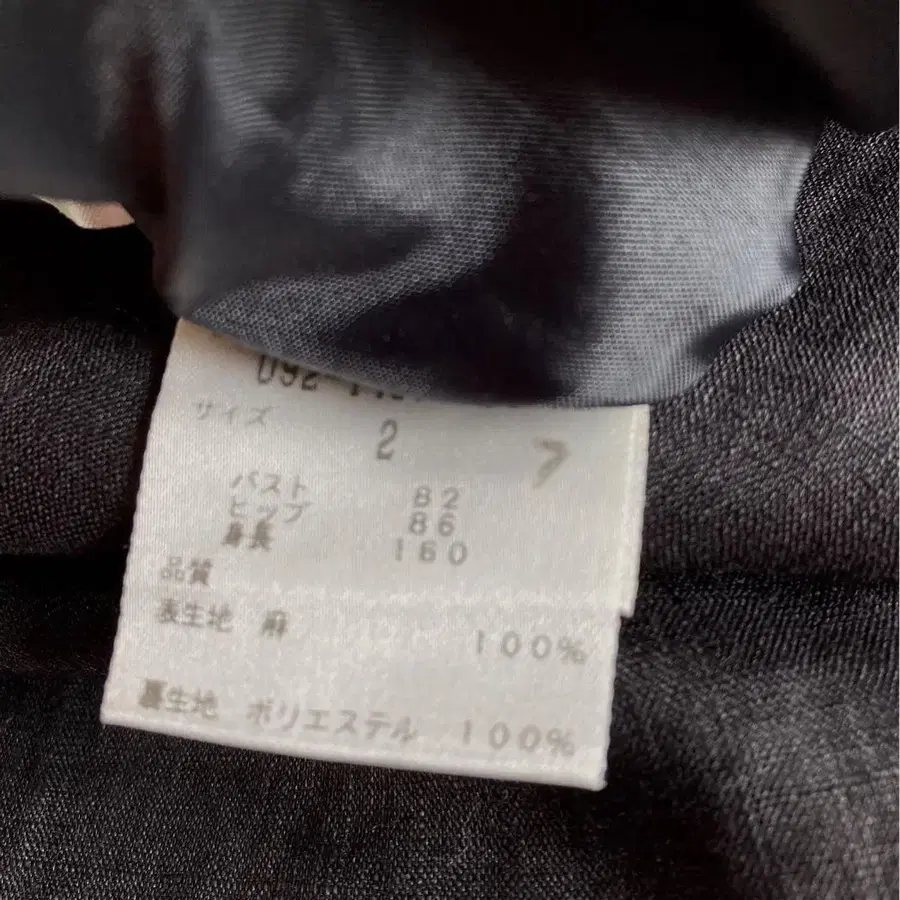 サイズ 2 7
バスト 82
ヒップ 86
身長 160
品質
表生地 麻 100%
裏生地 ポリエステル 100%